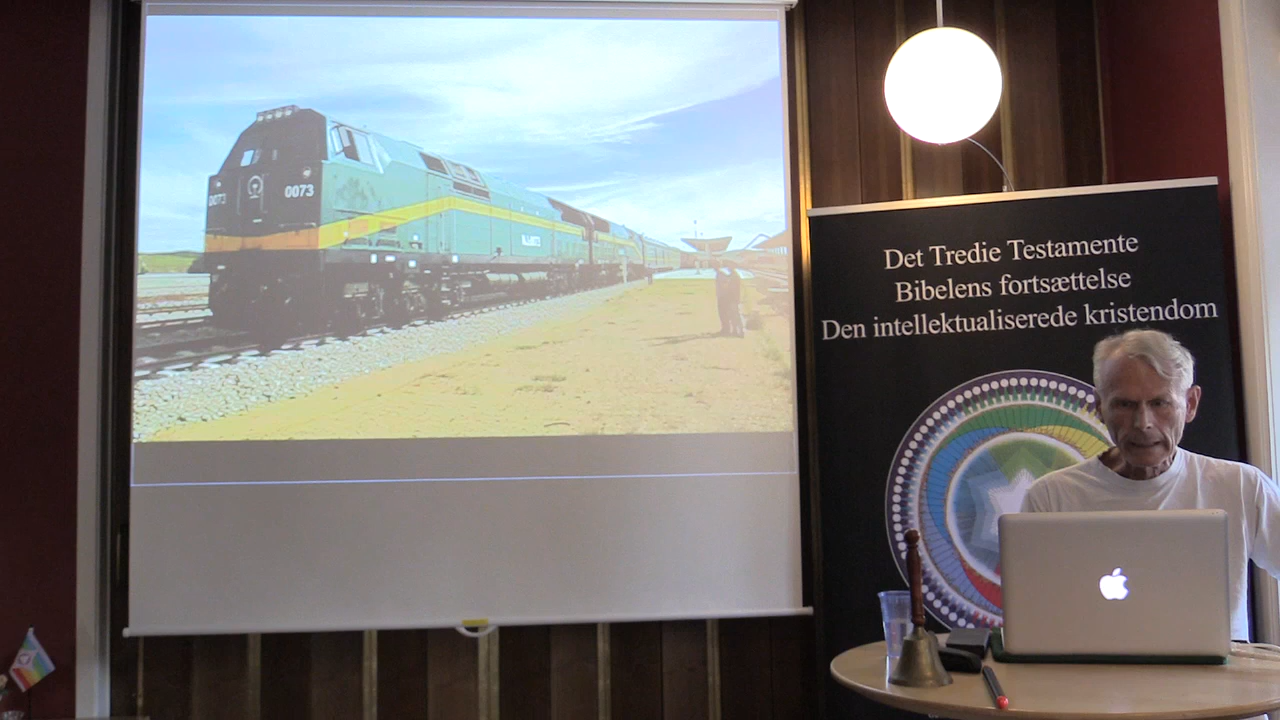 0073
0073
Det Tredie Testamente
Bibelens fortsættelse
Den intellektualiserede kristendom